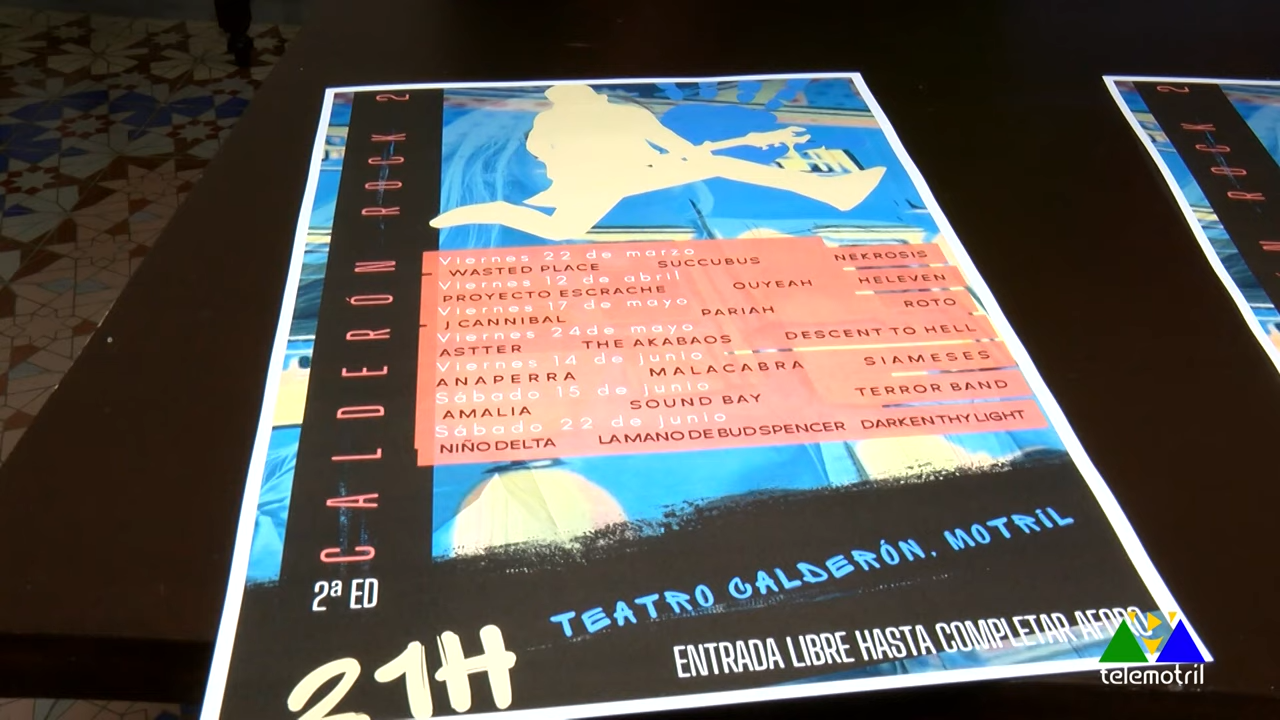 CALDERÓN ROCK 2
2ª ED
Viernes 22 de marzo
WASTED PLACE SUCCUBUS NEKROSIS
Viernes 12 de abril
PROYECTO ESCRACHE OUYEAH HELEVEN
Viernes 17 de mayo
J CANNIBAL PARIAH ROTO
Viernes 24de mayo
ASTTER THE AKABAOS DESCENT TO HELL
Viernes 14 de junio
ANAPERRA MALACABRA SIAMESES
Sábado 15 de junio
AMALIA SOUND BAY TERROR BAND
Sábado 22 de junio
NIÑO DELTA LA MANO DE BUD SPENCER DARKEN THY LIGHT
TEATRO CALDERÓN, MOTRIL
21H
ENTRADA LIBRE HASTA COMPLETAR AFORO
ROCK 2
telemotril